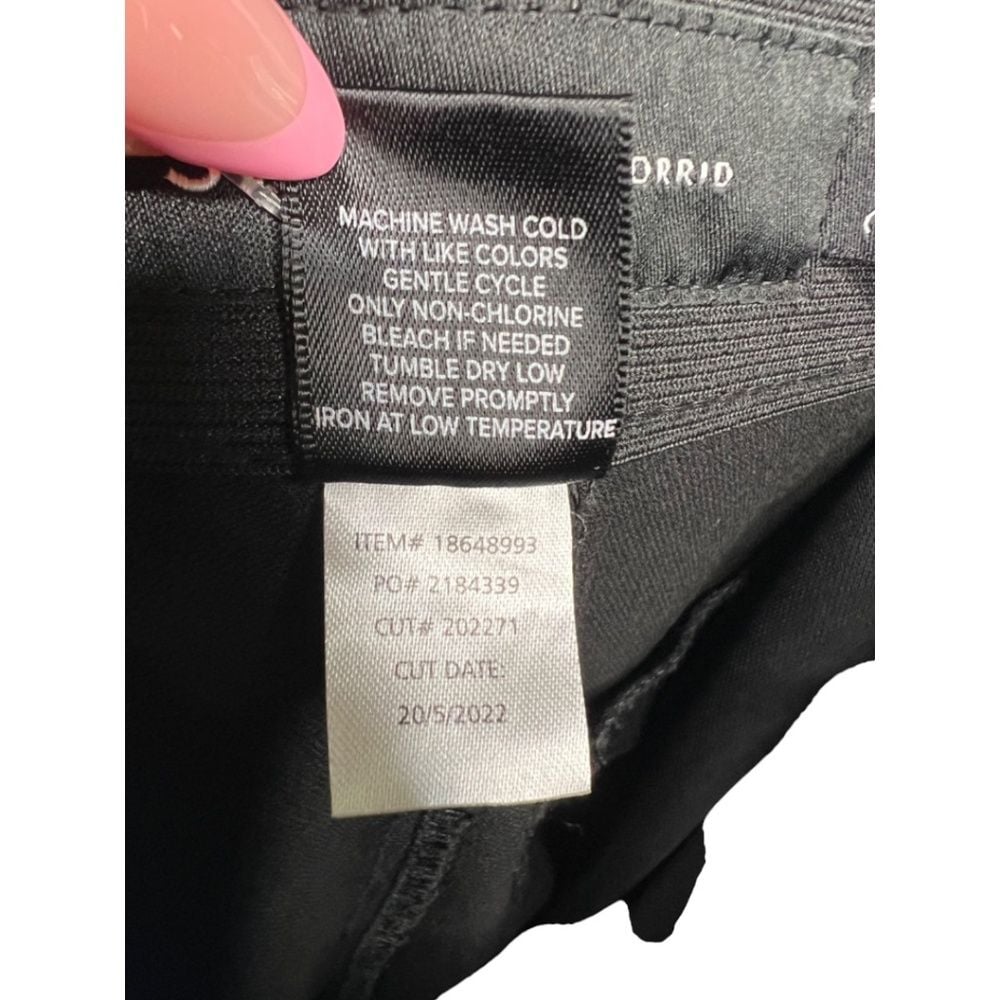 ORRID
MACHINE WASH COLD
WITH LIKE COLORS
GENTLE CYCLE
ONLY NON-CHLORINE
BLEACH IF NEEDED
TUMBLE DRY LOW
REMOVE PROMPTLY
IRON AT LOW TEMPERATURE
ITEM# 18648993
PO# 2184339
CUT# 202271
CUT DATE:
20/5/2022